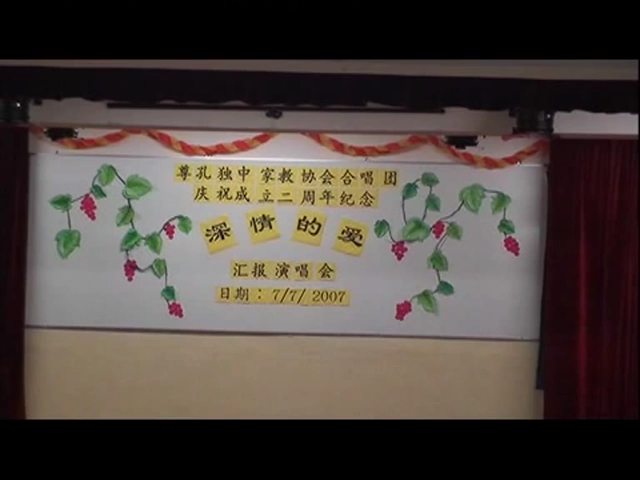 尊孔独中家教协会合唱团
庆祝成立二周年纪念
深情的爱
汇报演唱会
日期：7/7/2007